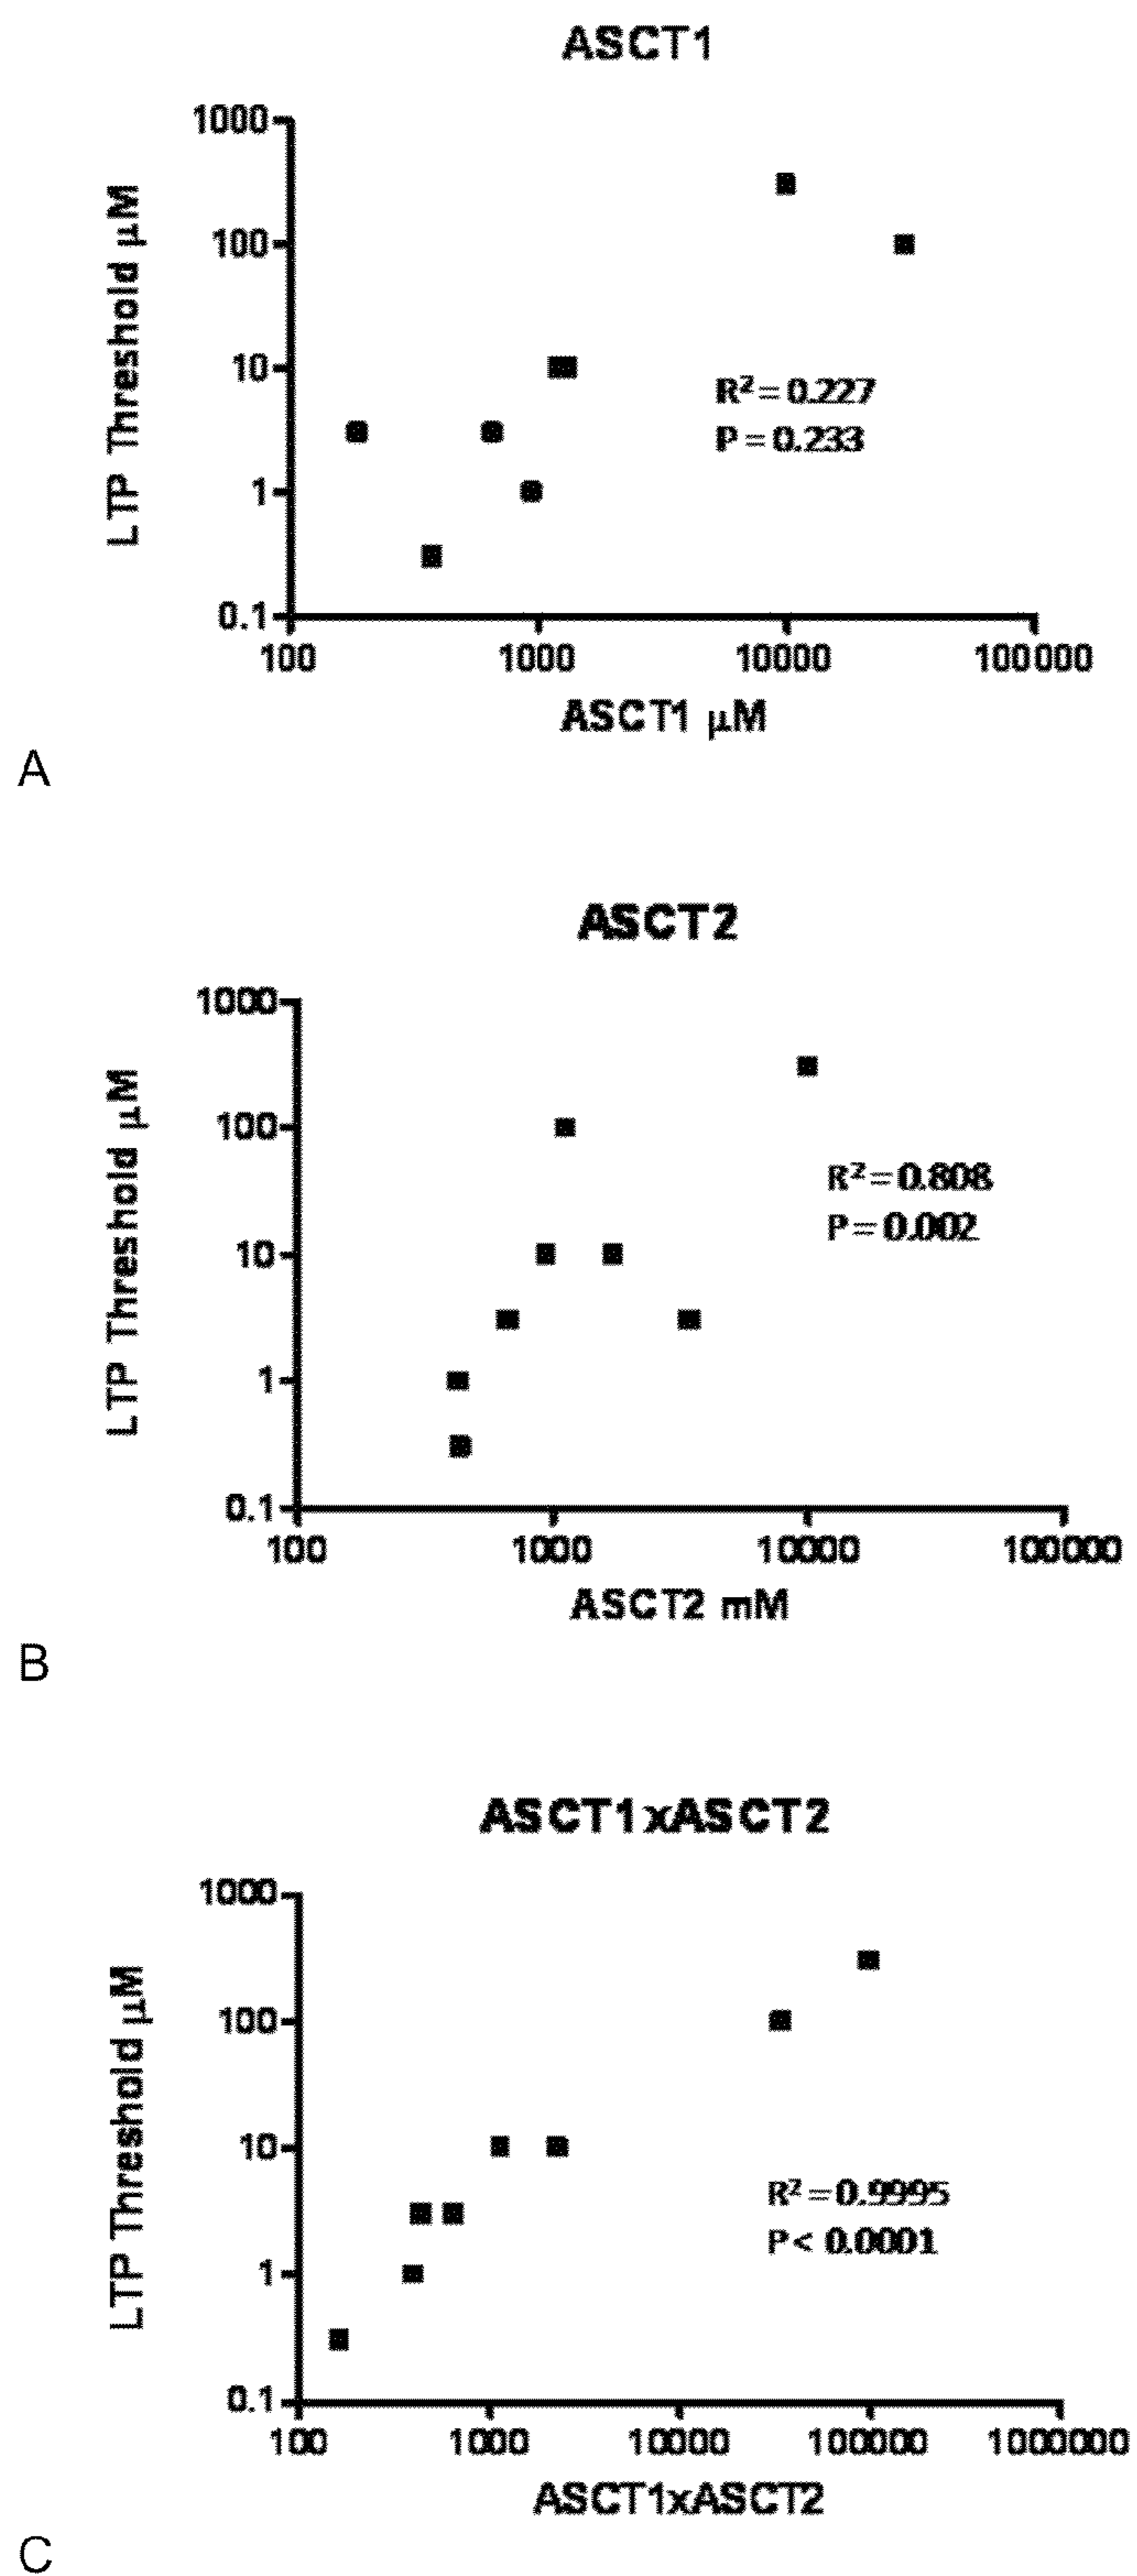 ASCT1
1000
100
10
1
0.1
LTP Threshold µM
R² = 0.227
P = 0.233
100 1000 10000 100000
ASCT1 µM
A
ASCT2
1000
100
10
1
0.1
LTP Threshold µM
R² = 0.808
P = 0.002
100 1000 10000 100000
ASCT2 mM
B
ASCT1xASCT2
1000
100
10
1
0.1
LTP Threshold µM
R² = 0.9995
P < 0.0001
100 1000 10000 100000 1000000
ASCT1xASCT2
C